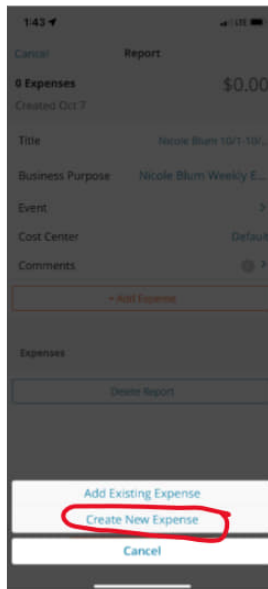 1:43
LTE
Cancel Report
0 Expenses $0.00
Created Oct 7
Title Nicole Blum 10/1-10/...
Business Purpose Nicole Blum Weekly E...
Event
Cost Center Default
Comments
+ Add Expense
Expenses
Delete Report
Add Existing Expense
Create New Expense
Cancel